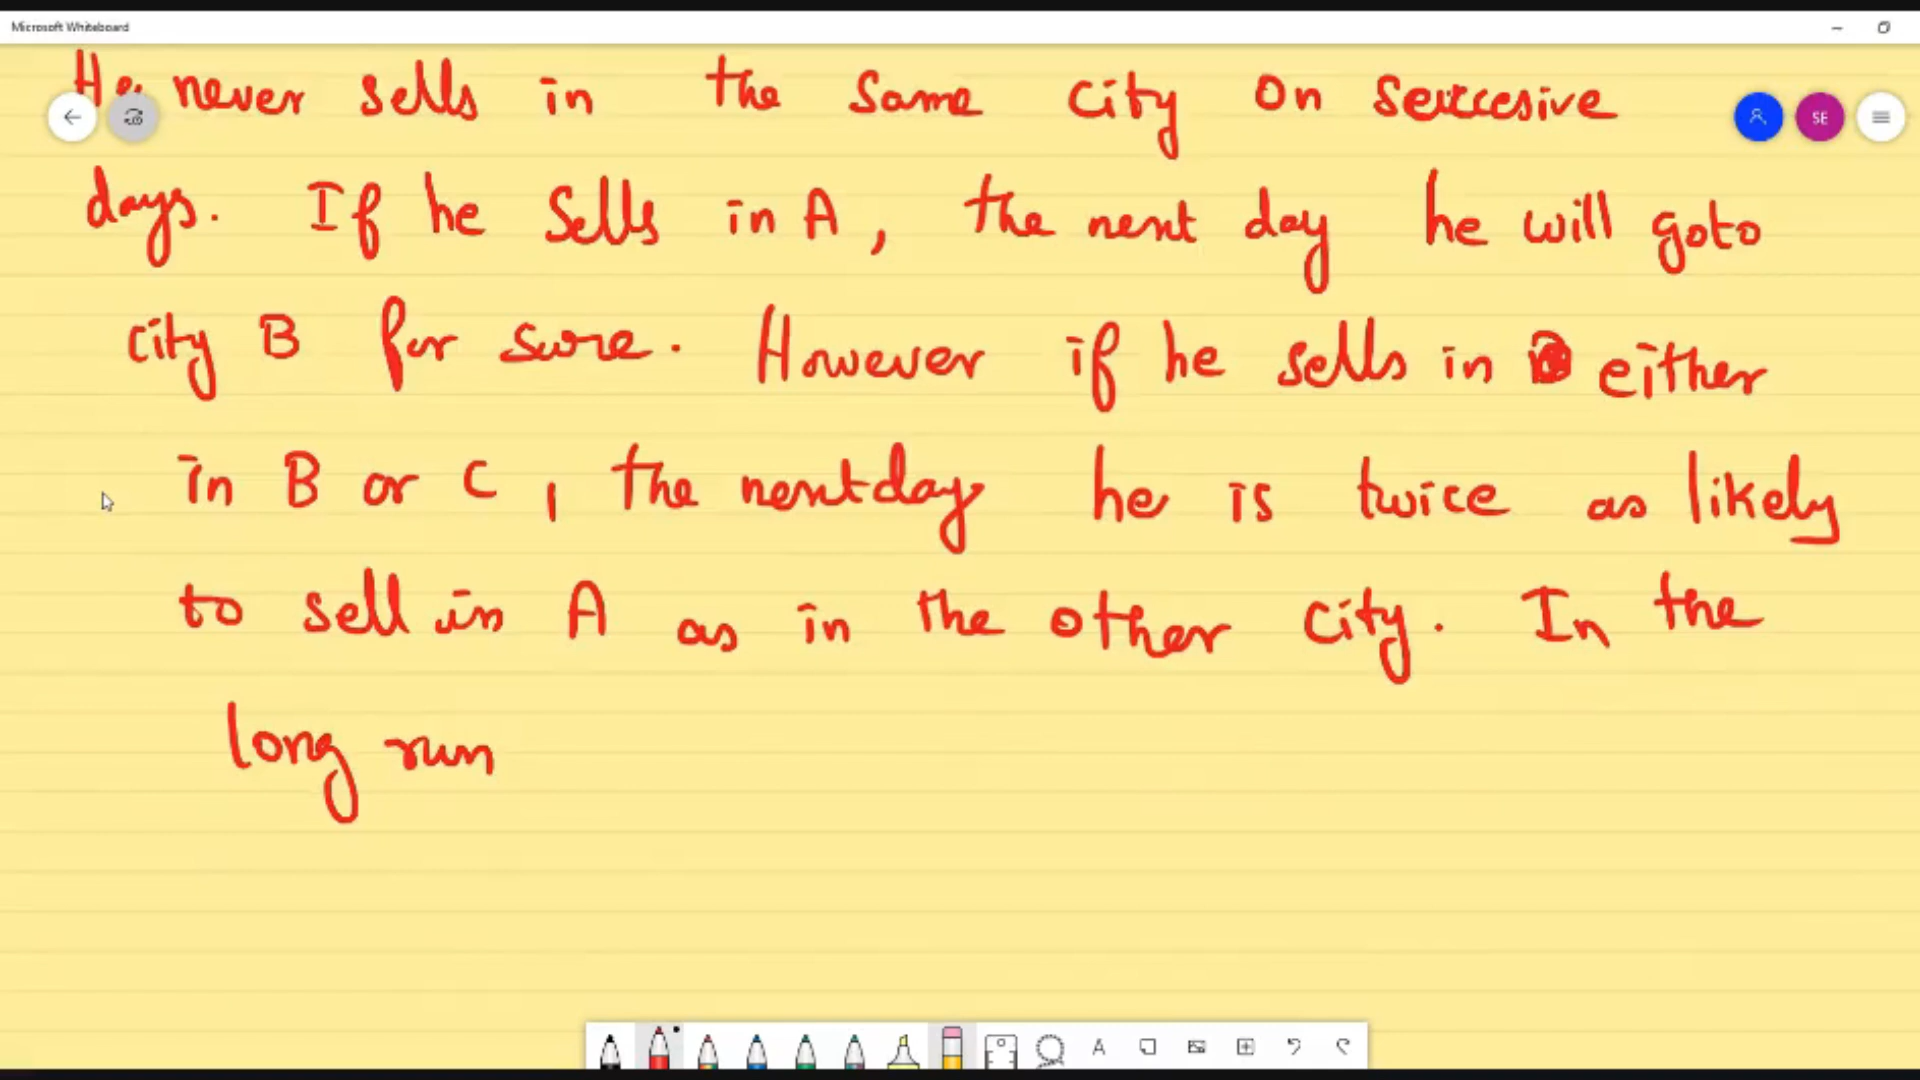 Microsoft Whiteboard
He never sells in the same city on succesive
SE
days. If he sells in A, the next day he will goto
city B for sure. However if he sells in either
in B or C, the next day he is twice as likely
to sell in A as in the other city. In the
long run
A